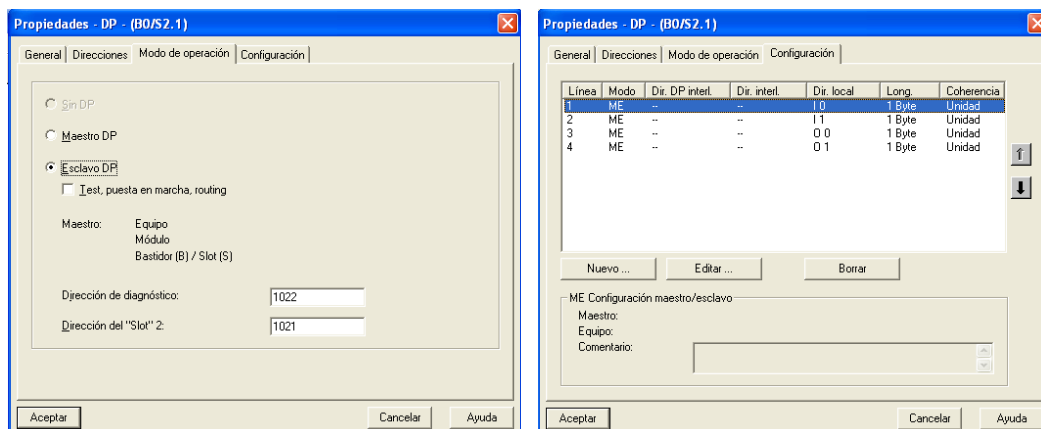 Propiedades - DP - (B0/S2.1)
General Direcciones Modo de operación Configuración
Sin DP
Maestro DP
Esclavo DP
Test, puesta en marcha, routing
Maestro: Equipo
Módulo
Bastidor (B) / Slot (S)
Dirección de diagnóstico: 1022
Dirección del "Slot" 2: 1021
Aceptar Cancelar Ayuda
Propiedades - DP - (B0/S2.1)
General Direcciones Modo de operación Configuración
Línea Modo Dir. DP interl. Dir. interl. Dir. local Long. Coherencia
1 ME -- -- I 0 1 Byte Unidad
2 ME -- -- I 1 1 Byte Unidad
3 ME -- -- O 0 1 Byte Unidad
4 ME -- -- O 1 1 Byte Unidad
Nuevo ... Editar ... Borrar
ME Configuración maestro/esclavo
Maestro:
Equipo:
Comentario:
Aceptar Cancelar Ayuda